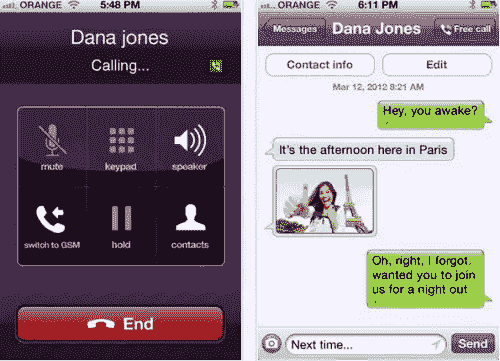 ORANGE 5:48 PM
Dana jones
Calling...
mute keypad speaker
switch to GSM hold contacts
End
ORANGE 6:11 PM
Messages Dana Jones Free call
Contact info Edit
Mar 12, 2012 8:21 AM
Hey, you awake?
It's the afternoon here in Paris
Oh, right, I forgot.
wanted you to join
us for a night out
Next time... Send